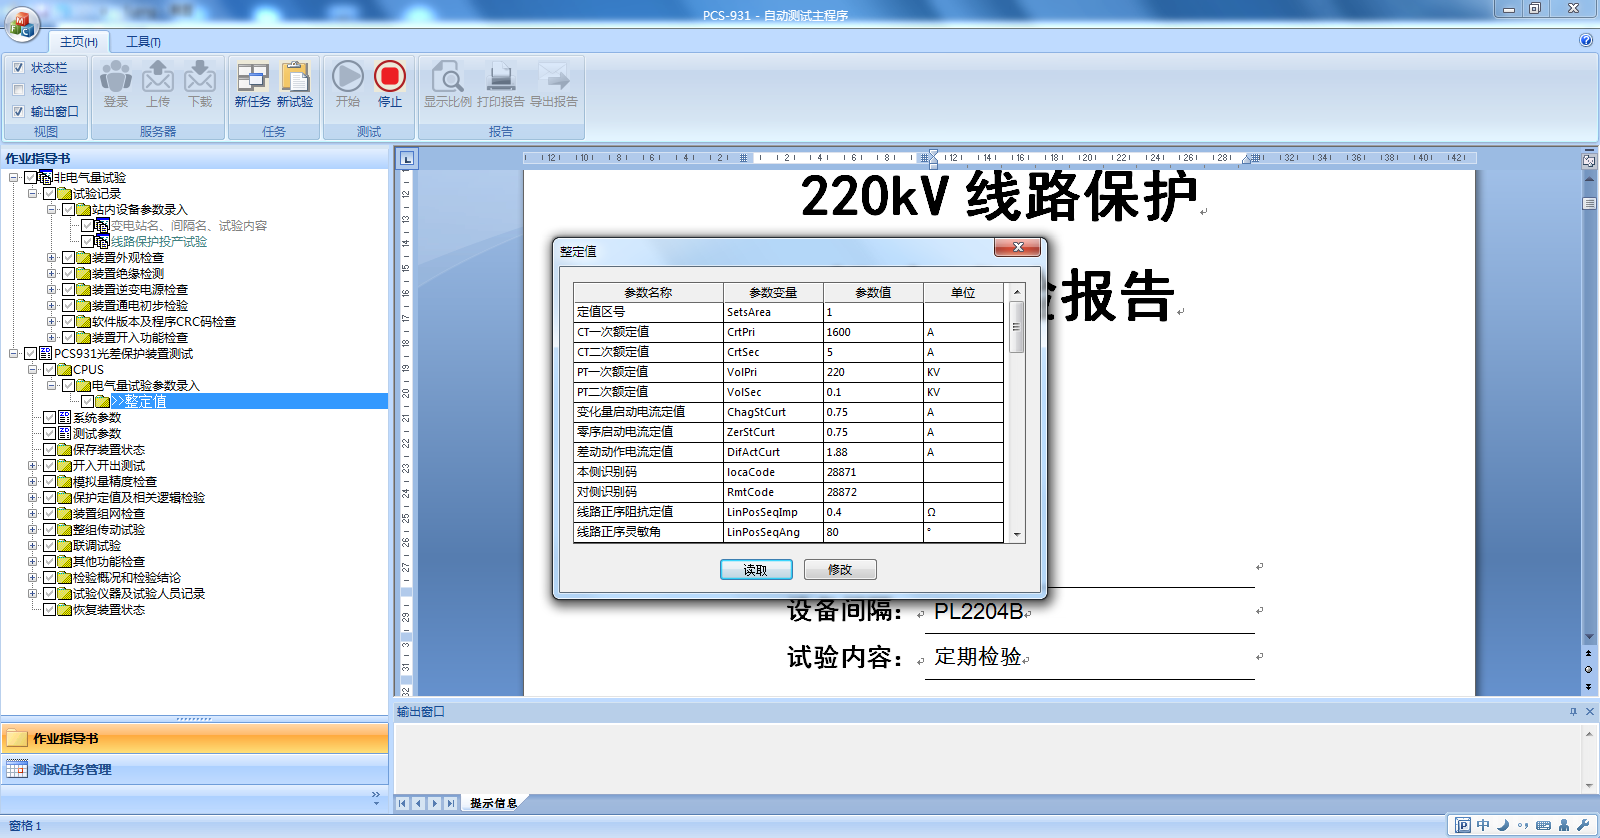 PCS-931 - 自动测试主程序
主页(H) 工具(T)
状态栏
标题栏
输出窗口
视图
登录 上传 下载
服务器
新任务 新试验
任务
开始 停止
测试
显示比例 打印报告 导出报告
报告
作业指导书
非电气量试验
试验记录
站内设备参数录入
变电站名、间隔名、试验内容
线路保护投产试验
装置外观检查
装置绝缘检测
装置逆变电源检查
装置通电初步检验
软件版本及程序CRC码检查
装置开入功能检查
PCS931光差保护装置测试
CPUS
电气量试验参数录入
>>整定值
系统参数
测试参数
保存装置状态
开入开出测试
模拟量精度检查
保护定值及相关逻辑检验
装置组网检查
整组传动试验
联调试验
其他功能检查
检验概况和检验结论
试验仪器及试验人员记录
恢复装置状态
作业指导书
测试任务管理
窗格 1
220kV 线路保护
验报告
整定值
参数名称 参数变量 参数值 单位
定值区号 SetsArea 1
CT一次额定值 CrtPri 1600 A
CT二次额定值 CrtSec 5 A
PT一次额定值 VolPri 220 KV
PT二次额定值 VolSec 0.1 KV
变化量启动电流定值 ChagStCurt 0.75 A
零序启动电流定值 ZerStCurt 0.75 A
差动动作电流定值 DifActCurt 1.88 A
本侧识别码 locaCode 28871
对侧识别码 RmtCode 28872
线路正序阻抗定值 LinPosSeqImp 0.4 Ω
线路正序灵敏角 LinPosSeqAng 80 °
读取 修改
设备间隔： PL2204B
试验内容： 定期检验
输出窗口
提示信息
中